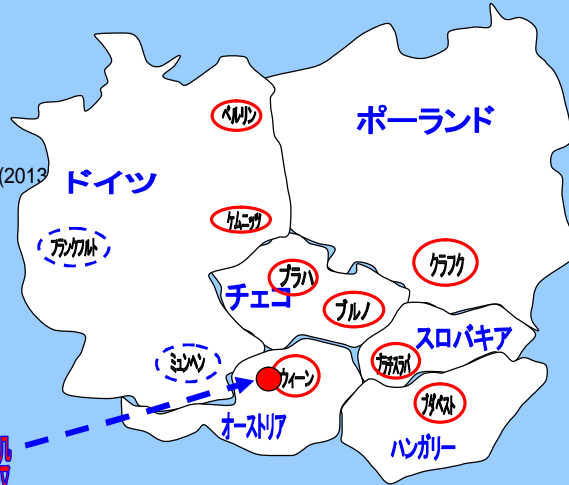 ベルリン
ポーランド
(2013
ドイツ
ケムニッツ
フランクフルト
クラクフ
プラハ
チェコ
ブルノ
スロバキア
ミュンヘン
ブラチスライ
ウィーン
ブダペスト
オーストリア
ハンガリー